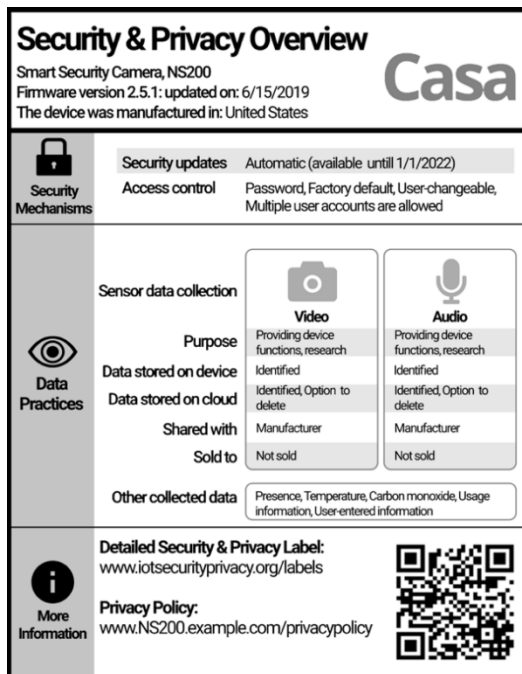 Security & Privacy Overview
Smart Security Camera, NS200
Firmware version 2.5.1: updated on: 6/15/2019
The device was manufactured in: United States
Casa
Security
Mechanisms
Security updates Automatic (available untill 1/1/2022)
Access control Password, Factory default, User-changeable,
Multiple user accounts are allowed
Data
Practices
Sensor data collection
Video Audio
Purpose Providing device functions, research Providing device functions, research
Data stored on device Identified Identified
Data stored on cloud Identified, Option to delete Identified, Option to delete
Shared with Manufacturer Manufacturer
Sold to Not sold Not sold
Other collected data Presence, Temperature, Carbon monoxide, Usage
information, User-entered information
More
Information
Detailed Security & Privacy Label:
www.iotsecurityprivacy.org/labels
Privacy Policy:
www.NS200.example.com/privacypolicy